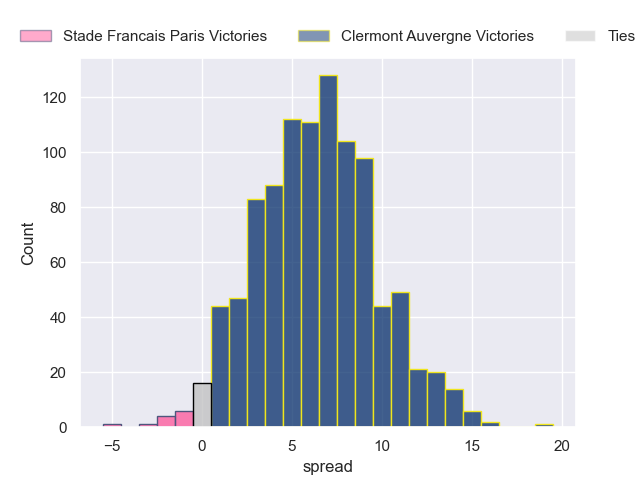 Stade Francais Paris Victories Clermont Auvergne Victories Ties
120
100
80
60
40
20
0
Count
−5 0 5 10 15 20
spread